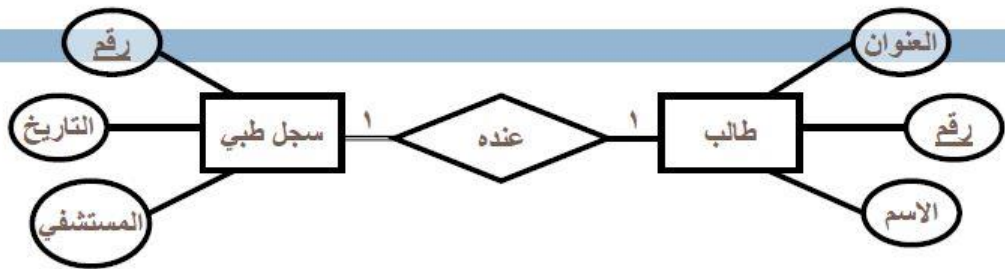 العنوان
رقم
طالب
رقم
١
عنده
١
سجل طبي
التاريخ
الاسم
المستشفي